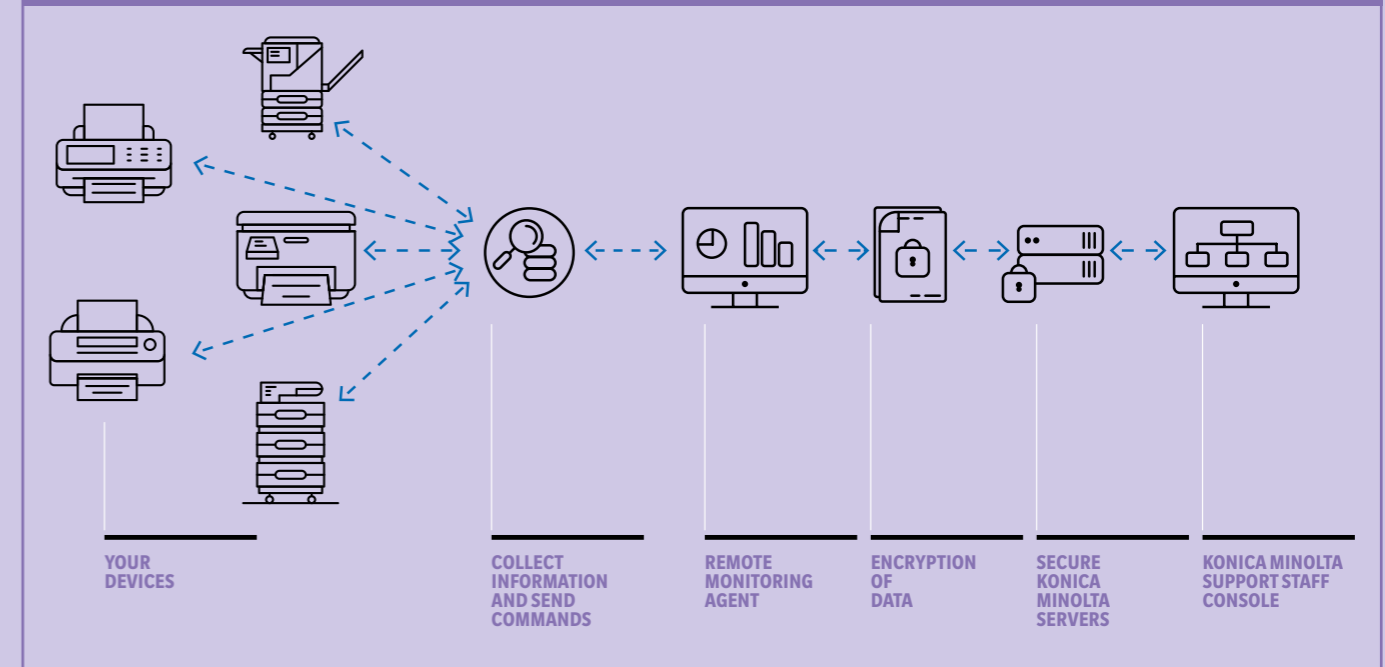 YOUR
DEVICES
COLLECT
INFORMATION
AND SEND
COMMANDS
REMOTE
MONITORING
AGENT
ENCRYPTION
OF
DATA
SECURE
KONICA
MINOLTA
SERVERS
KONICA MINOLTA
SUPPORT STAFF
CONSOLE